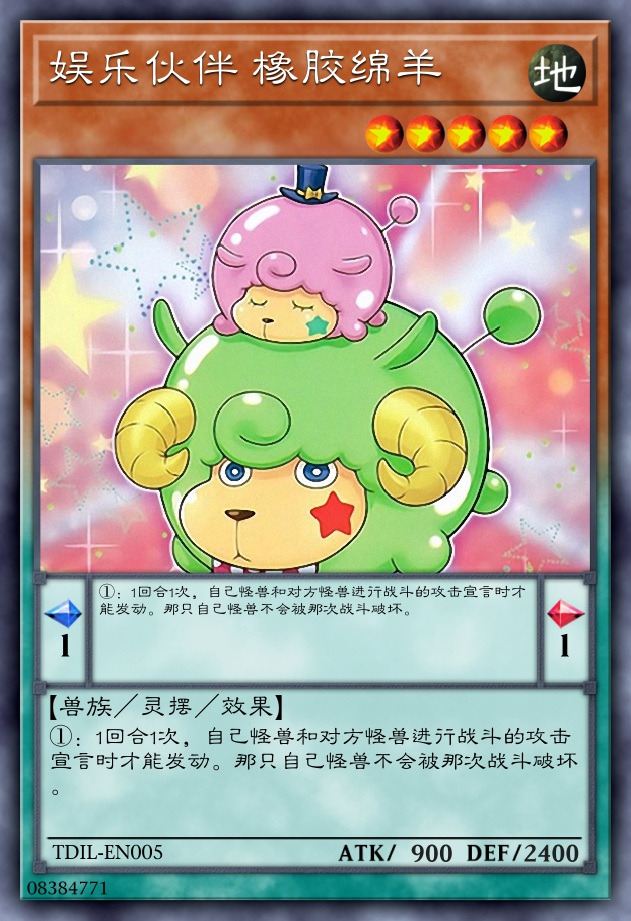 娱乐伙伴 橡胶绵羊
地
①：1回合1次，自己怪兽和对方怪兽进行战斗的攻击宣言时才
能发动。那只自己怪兽不会被那次战斗破坏。
1
1
【兽族／灵摆／效果】
①：1回合1次，自己怪兽和对方怪兽进行战斗的攻击
宣言时才能发动。那只自己怪兽不会被那次战斗破坏
。
TDIL-EN005 ATK/ 900 DEF/2400
08384771